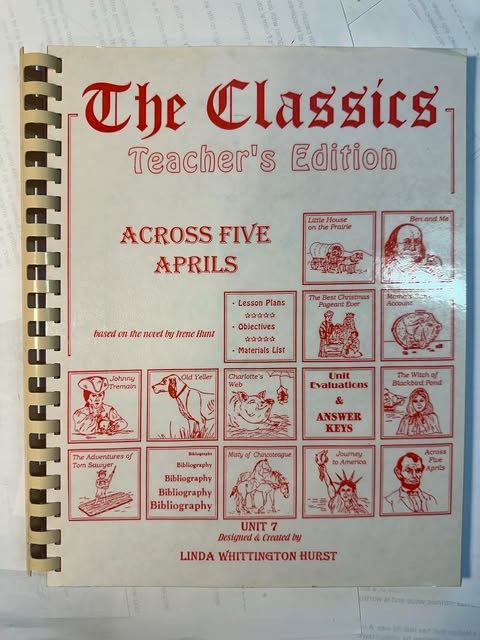 The Classics
Teacher's Edition
ACROSS FIVE
APRILS
based on the novel by Irene Hunt
Little House
on the Prairie
Ben and Me
• Lesson Plans
☆☆☆☆☆
• Objectives
☆☆☆☆☆
• Materials List
The Best Christmas
Pageant Ever
Mama's
Account
Johnny
Tremain
Old Yeller
Charlotte's
Web
Unit
Evaluations
&
ANSWER
KEYS
The Witch of
Blackbird Pond
The Adventures of
Tom Sawyer
Bibliography
Bibliography
Bibliography
Bibliography
Bibliography
Misty of Chincoteague
Journey
to America
Across
Five
Aprils
UNIT 7
Designed & Created by
LINDA WHITTINGTON HURST